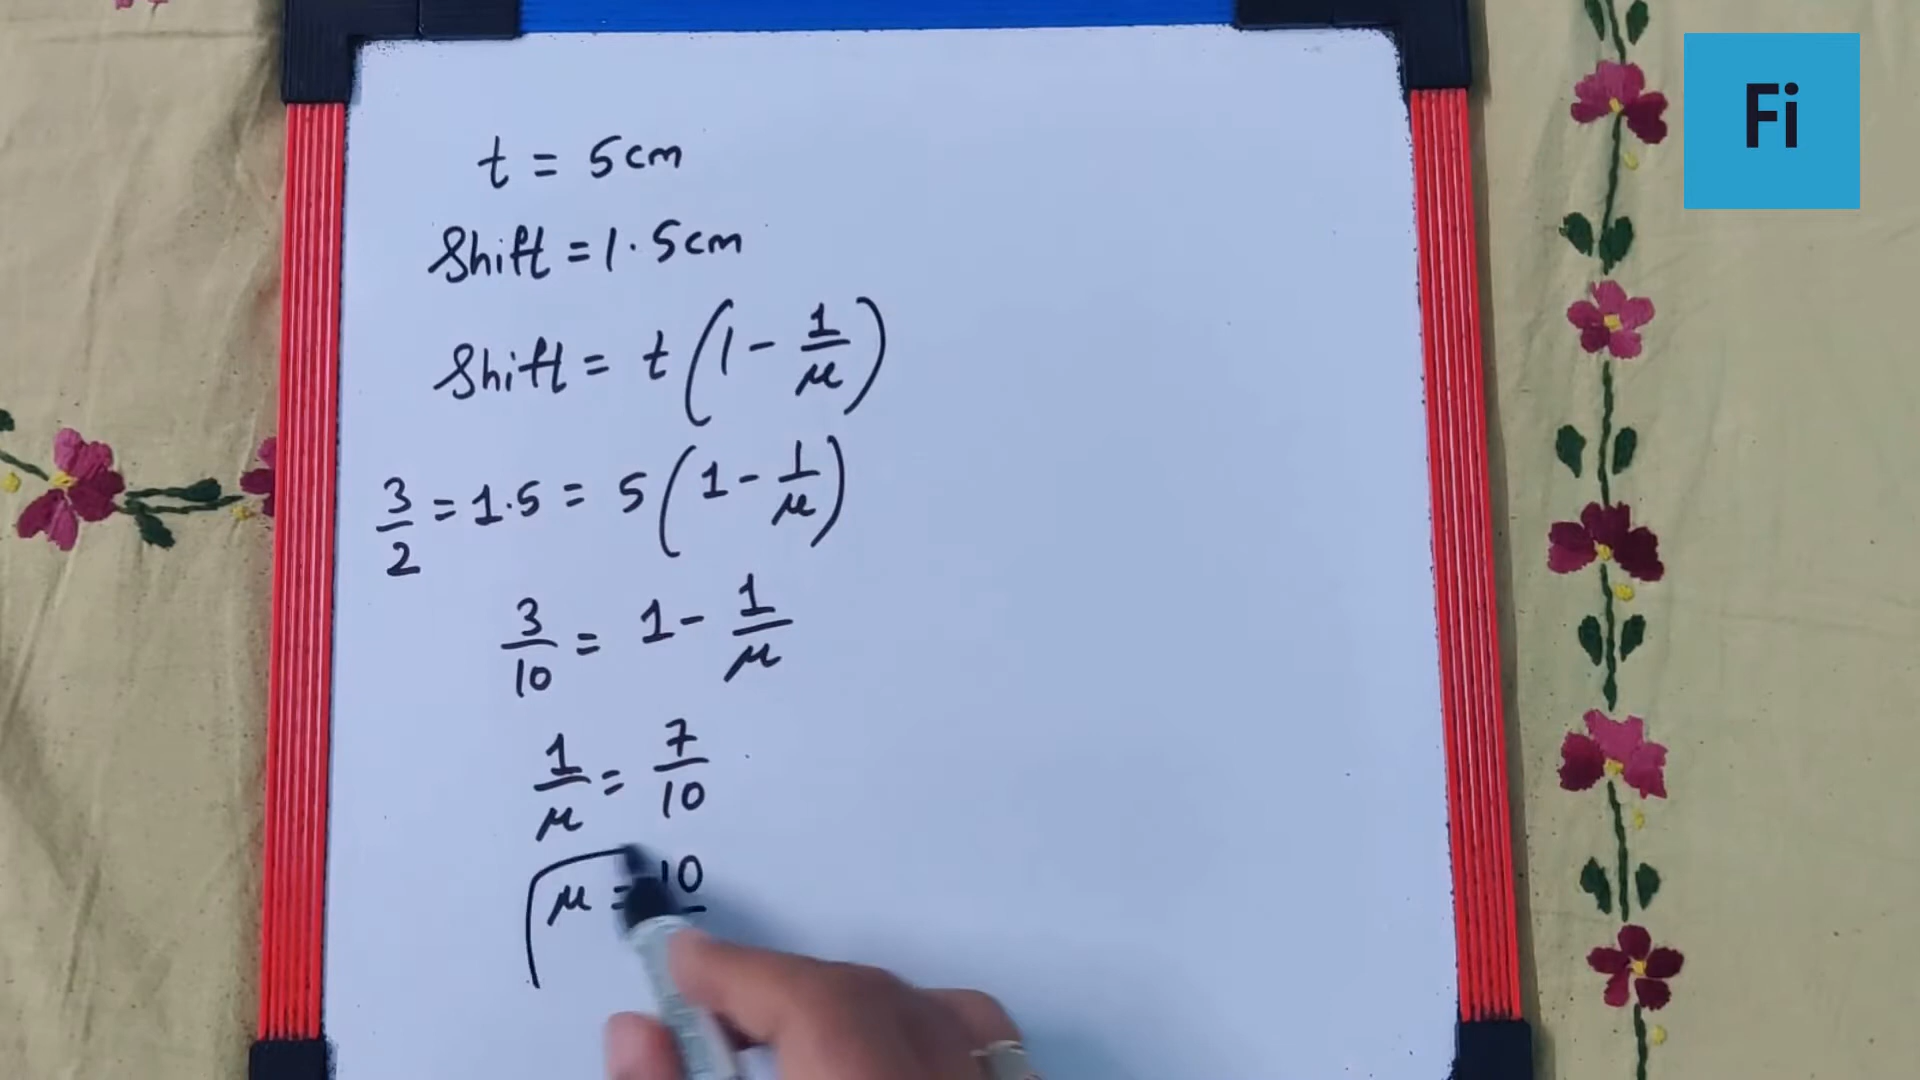 Fi
t = 5cm
Shift = 1.5cm
Shift = t(1 - 1/μ)
3/2 = 1.5 = 5(1 - 1/μ)
3/10 = 1 - 1/μ
1/μ = 7/10
μ = 10